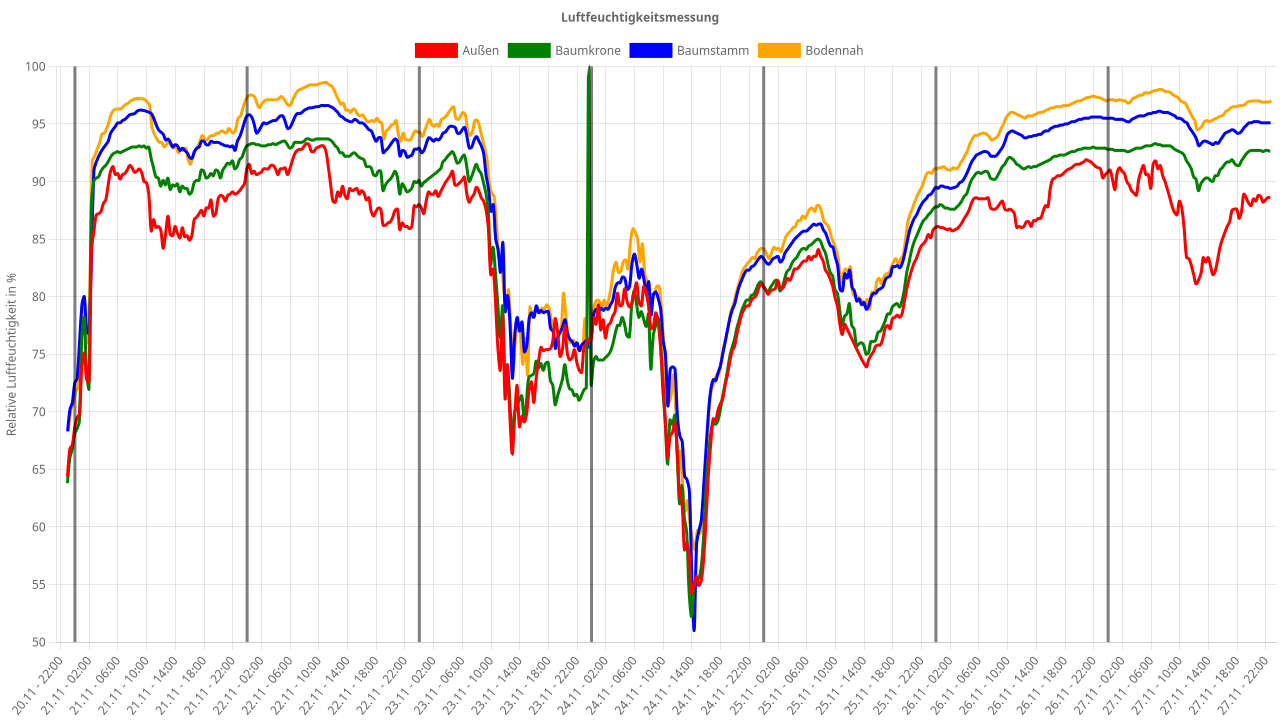 Luftfeuchtigkeitsmessung
Außen Baumkrone Baumstamm Bodennah
Relative Luftfeuchtigkeit in %
100
95
90
85
80
75
70
65
60
55
50
20.11 - 22:00
21.11 - 02:00
21.11 - 06:00
21.11 - 10:00
21.11 - 14:00
21.11 - 18:00
21.11 - 22:00
22.11 - 02:00
22.11 - 06:00
22.11 - 10:00
22.11 - 14:00
22.11 - 18:00
22.11 - 22:00
23.11 - 02:00
23.11 - 06:00
23.11 - 10:00
23.11 - 14:00
23.11 - 18:00
23.11 - 22:00
24.11 - 02:00
24.11 - 06:00
24.11 - 10:00
24.11 - 14:00
24.11 - 18:00
24.11 - 22:00
25.11 - 02:00
25.11 - 06:00
25.11 - 10:00
25.11 - 14:00
25.11 - 18:00
25.11 - 22:00
26.11 - 02:00
26.11 - 06:00
26.11 - 10:00
26.11 - 14:00
26.11 - 18:00
26.11 - 22:00
27.11 - 02:00
27.11 - 06:00
27.11 - 10:00
27.11 - 14:00
27.11 - 18:00
27.11 - 22:00